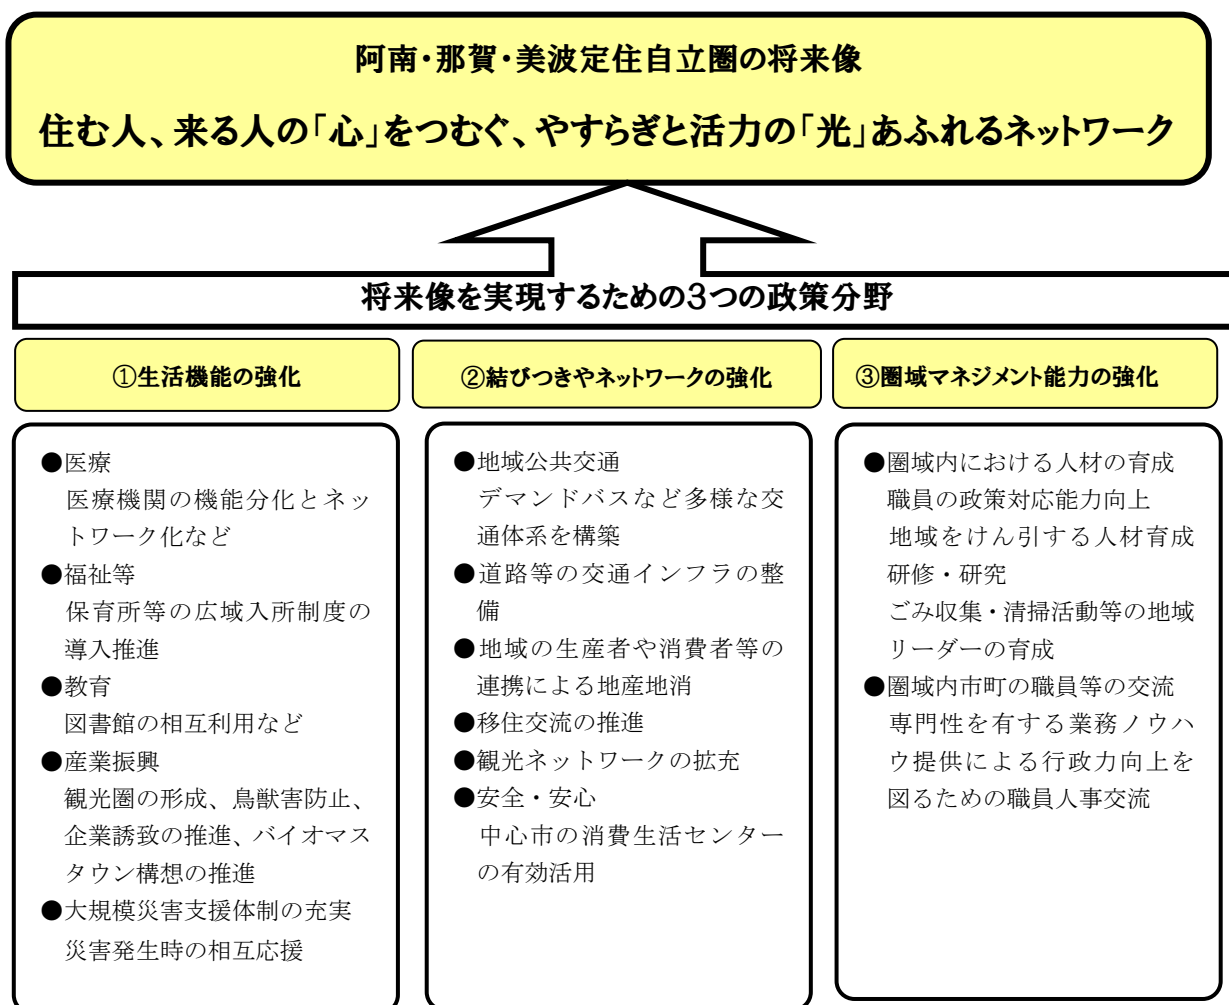 阿南・那賀・美波定住自立圏の将来像
住む人、来る人の「心」をつむぐ、やすらぎと活力の「光」あふれるネットワーク
将来像を実現するための3つの政策分野
①生活機能の強化
●医療
医療機関の機能分化とネッ
トワーク化など
●福祉等
保育所等の広域入所制度の
導入推進
●教育
図書館の相互利用など
●産業振興
観光圏の形成、鳥獣害防止、
企業誘致の推進、バイオマス
タウン構想の推進
●大規模災害支援体制の充実
災害発生時の相互応援
②結びつきやネットワークの強化
●地域公共交通
デマンドバスなど多様な交
通体系を構築
●道路等の交通インフラの整
備
●地域の生産者や消費者等の
連携による地産地消
●移住交流の推進
●観光ネットワークの拡充
●安全・安心
中心市の消費生活センター
の有効活用
③圏域マネジメント能力の強化
●圏域内における人材の育成
職員の政策対応能力向上
地域をけん引する人材育成
研修・研究
ごみ収集・清掃活動等の地域
リーダーの育成
●圏域内市町の職員等の交流
専門性を有する業務ノウハ
ウ提供による行政力向上を
図るための職員人事交流